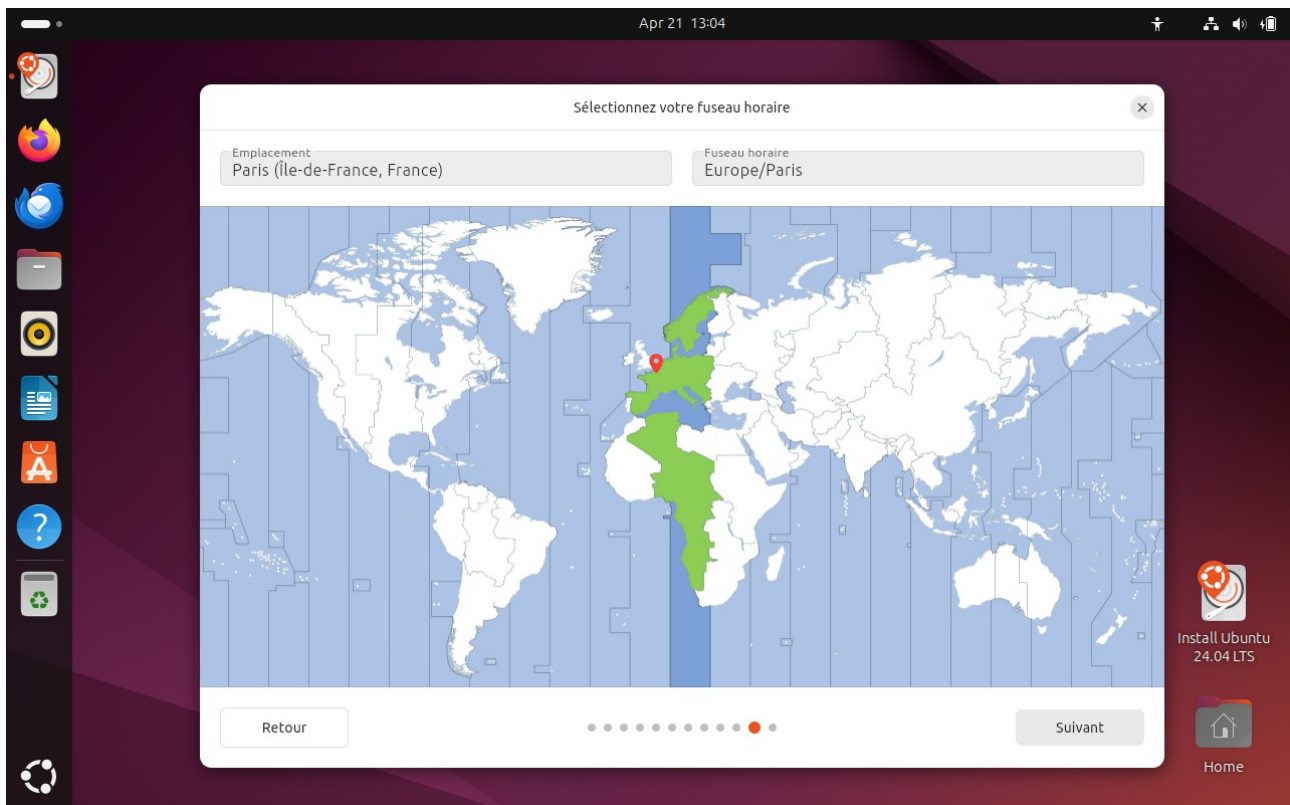 Apr 21 13:04
Sélectionnez votre fuseau horaire
Emplacement
Paris (Île-de-France, France)
Fuseau horaire
Europe/Paris
Retour
Suivant
Install Ubuntu
24.04 LTS
Home